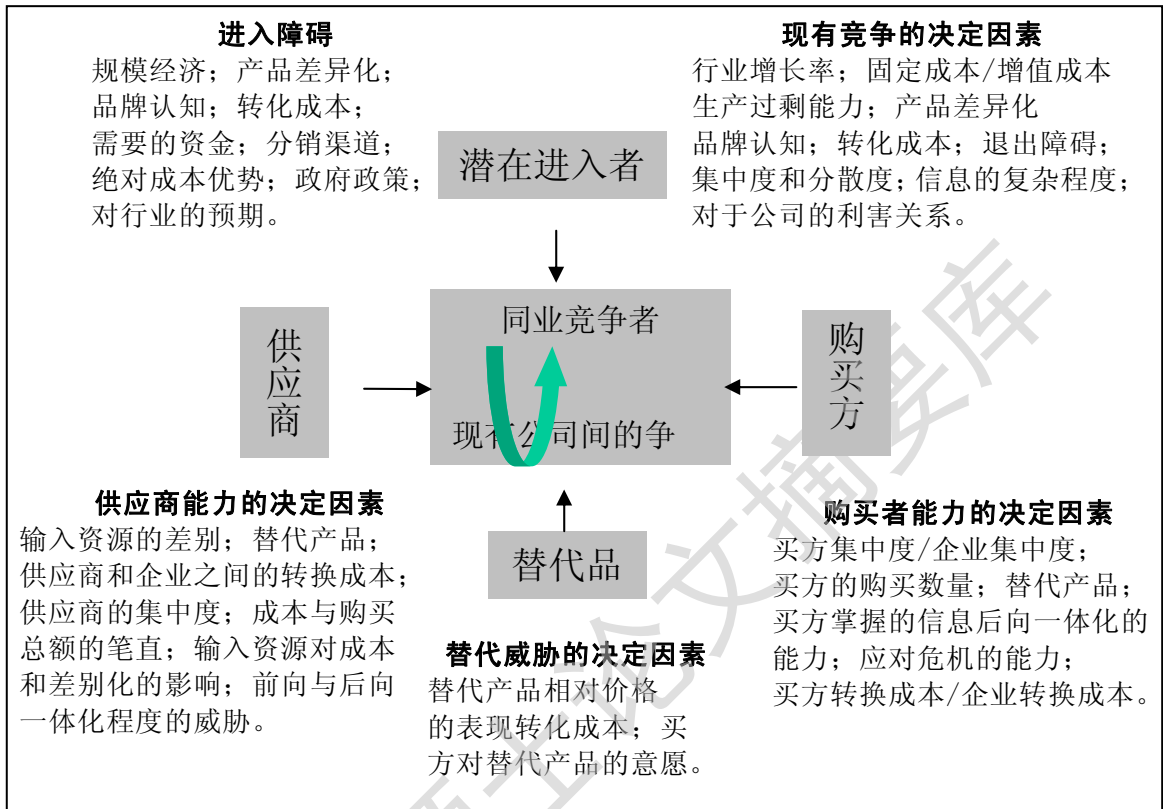 进入障碍
规模经济；产品差异化；
品牌认知；转化成本；
需要的资金；分销渠道；
绝对成本优势；政府政策；
对行业的预期。
现有竞争的决定因素
行业增长率；固定成本/增值成本
生产过剩能力；产品差异化
品牌认知；转化成本；退出障碍；
集中度和分散度；信息的复杂程度；
对于公司的利害关系。
潜在进入者
供应商
同业竞争者
现有公司间的争
购买方
供应商能力的决定因素
输入资源的差别；替代产品；
供应商和企业之间的转换成本；
供应商的集中度；成本与购买
总额的笔直；输入资源对成本
和差别化的影响；前向与后向
一体化程度的威胁。
替代品
替代威胁的决定因素
替代产品相对价格
的表现转化成本；买
方对替代产品的意愿。
购买者能力的决定因素
买方集中度/企业集中度；
买方的购买数量；替代产品；
买方掌握的信息后向一体化的
能力；应对危机的能力；
买方转换成本/企业转换成本。
士论文摘要库